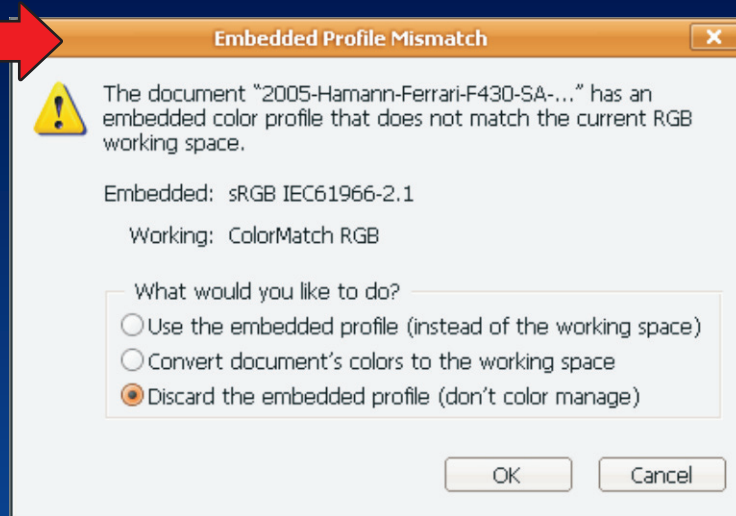 Embedded Profile Mismatch
The document “2005-Hamann-Ferrari-F430-SA-...” has an
embedded color profile that does not match the current RGB
working space.
Embedded: sRGB IEC61966-2.1
Working: ColorMatch RGB
What would you like to do?
Use the embedded profile (instead of the working space)
Convert document’s colors to the working space
Discard the embedded profile (don’t color manage)
OK Cancel